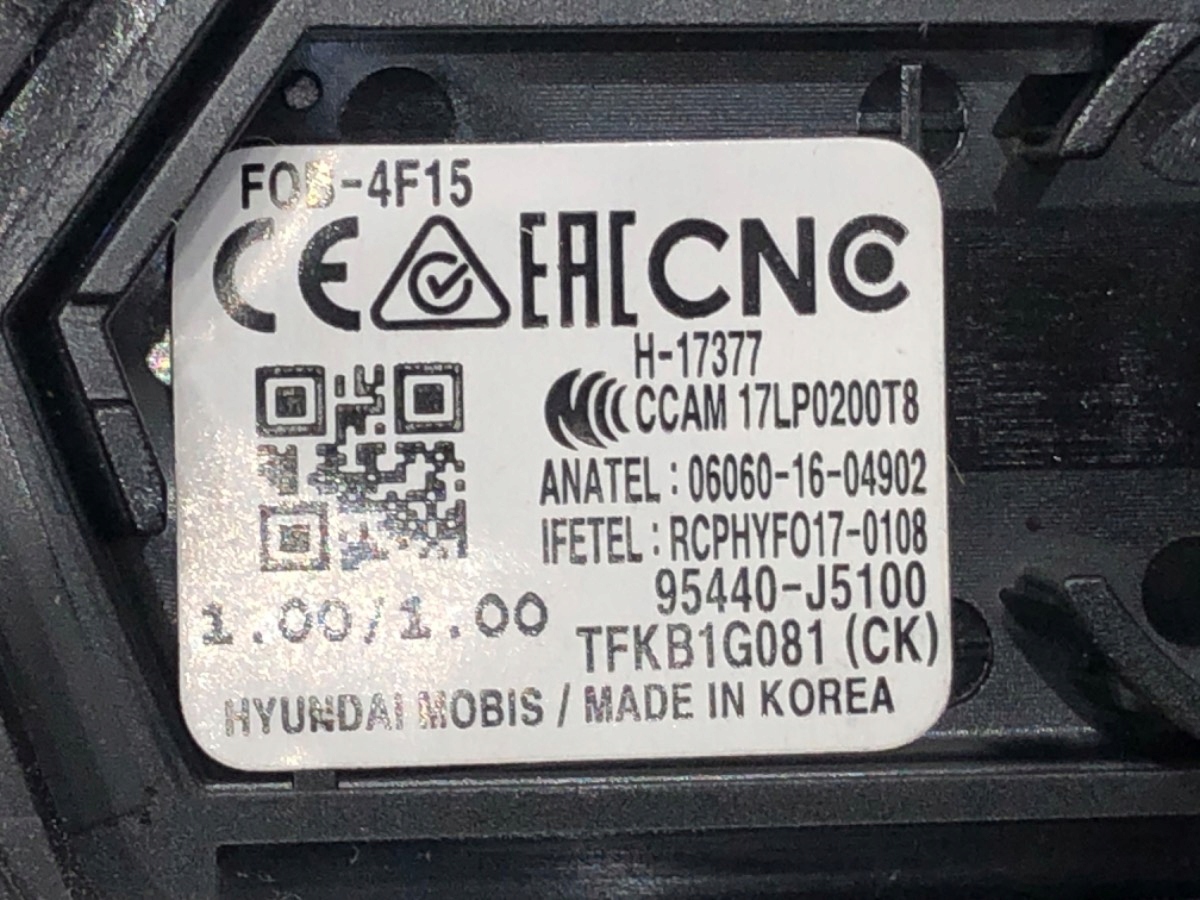 FOB-4F15
CE EAC CNC
H-17377
CCAM 17LP0200T8
ANATEL : 06060-16-04902
IFETEL : RCPHYFO17-0108
95440-J5100
1.00/1.00
TFKB1G081 (CK)
HYUNDAI MOBIS / MADE IN KOREA